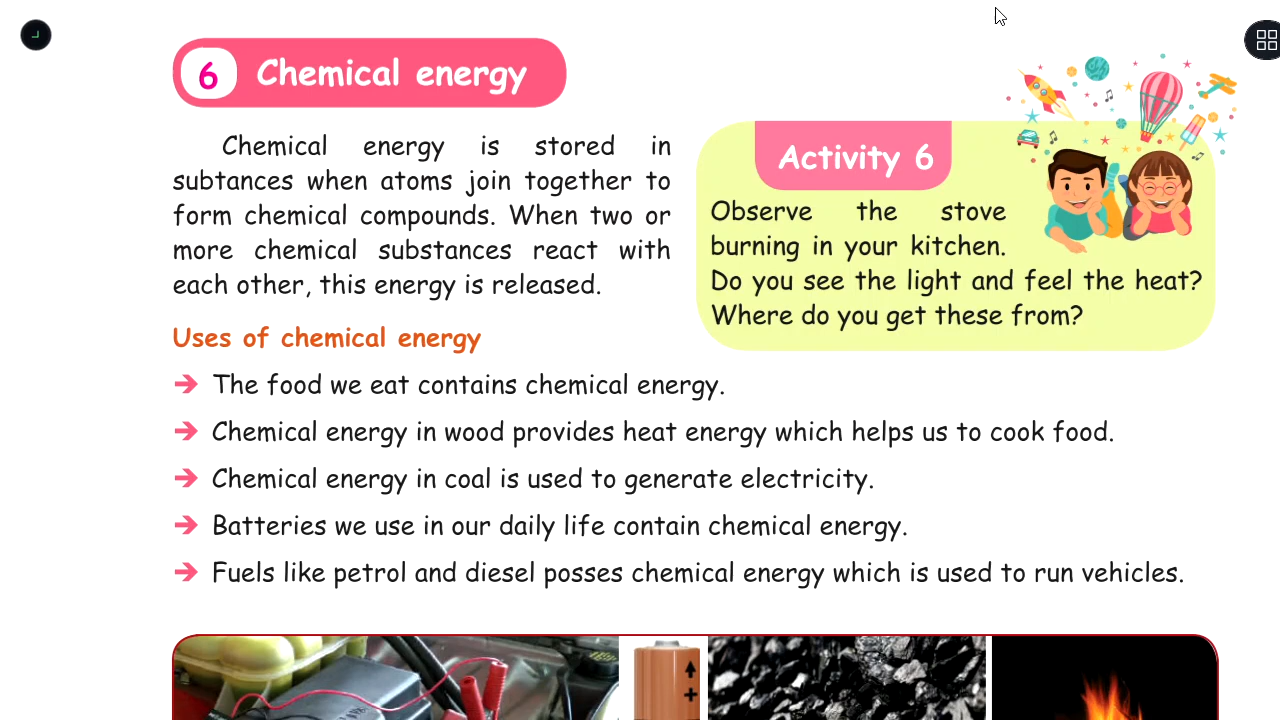 6 Chemical energy
Chemical energy is stored in
subtances when atoms join together to
form chemical compounds. When two or
more chemical substances react with
each other, this energy is released.
Activity 6
Observe the stove
burning in your kitchen.
Do you see the light and feel the heat?
Where do you get these from?
Uses of chemical energy
➔ The food we eat contains chemical energy.
➔ Chemical energy in wood provides heat energy which helps us to cook food.
➔ Chemical energy in coal is used to generate electricity.
➔ Batteries we use in our daily life contain chemical energy.
➔ Fuels like petrol and diesel posses chemical energy which is used to run vehicles.
+